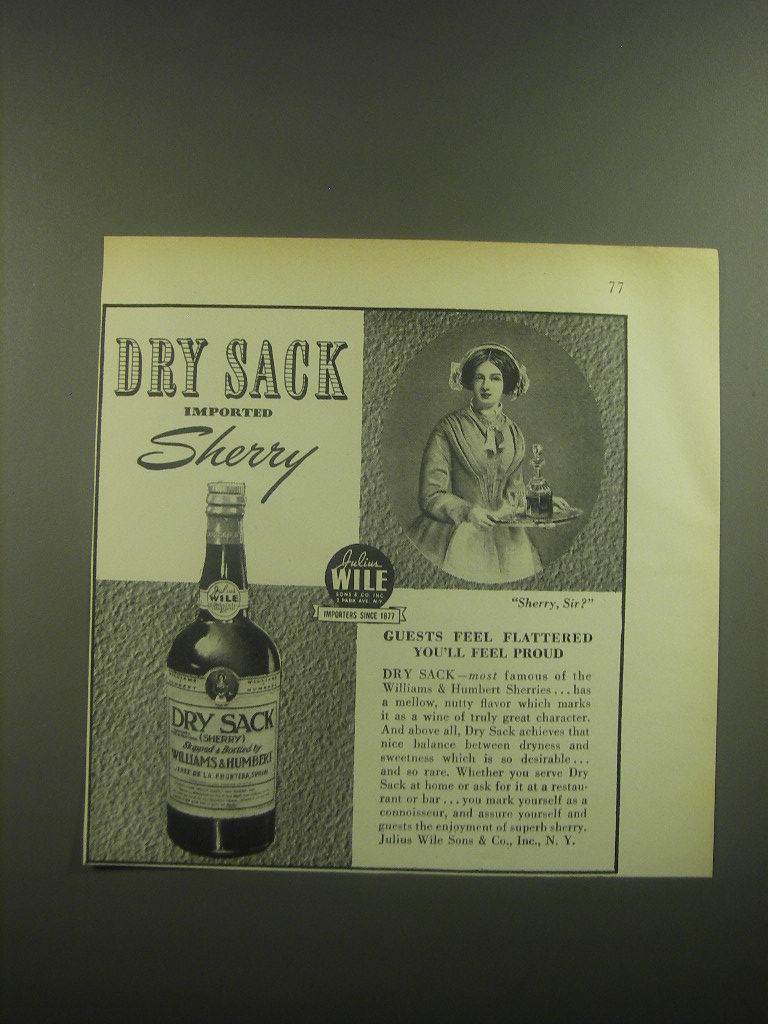 77
DRY SACK
IMPORTED
Sherry
Julius
WILE
SONS & CO. INC.
2 PARK AVE. N.Y.
IMPORTERS SINCE 1877
"Sherry, Sir?"
GUESTS FEEL FLATTERED
YOU'LL FEEL PROUD
DRY SACK—most famous of the
Williams & Humbert Sherries...has
a mellow, nutty flavor which marks
it as a wine of truly great character.
And above all, Dry Sack achieves that
nice balance between dryness and
sweetness which is so desirable...
and so rare. Whether you serve Dry
Sack at home or ask for it at a restau-
rant or bar...you mark yourself as a
connoisseur, and assure yourself and
guests the enjoyment of superb sherry.
Julius Wile Sons & Co., Inc., N. Y.
Julius
WILE
WILLIAMS WILLIAMS
HUMBERT HUMBERT
DRY SACK
(SHERRY)
Shipped & Bottled by
WILLIAMS & HUMBERT
JEREZ DE LA FRONTERA, SPAIN